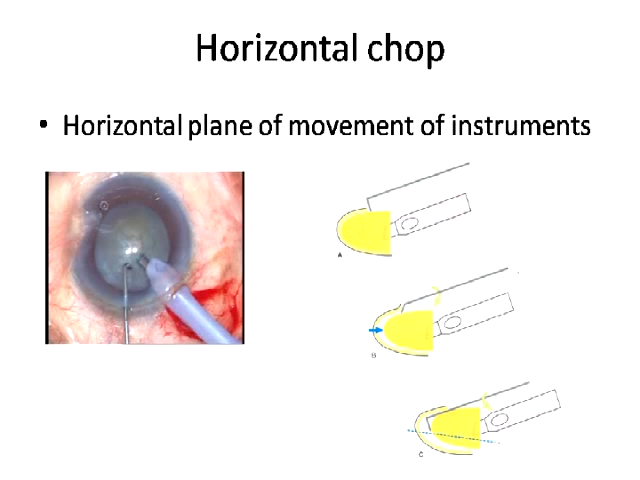 Horizontal chop
• Horizontal plane of movement of instruments
A
B
C